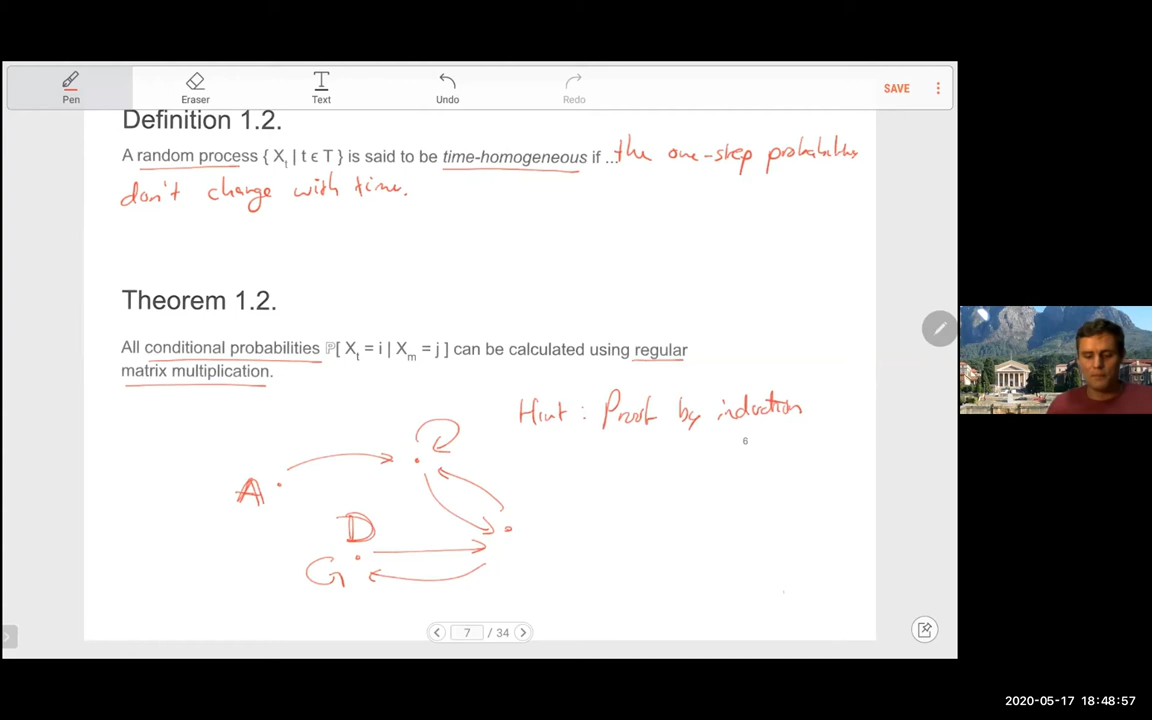 Pen Eraser Text Undo Redo SAVE
Definition 1.2.
A random process { Xt | t ϵ T } is said to be time-homogeneous if ... the one-step probabilities
don't change with time.
Theorem 1.2.
All conditional probabilities ℙ[ Xt = i | Xm = j ] can be calculated using regular
matrix multiplication.
Hint : Proof by induction
6
A
D
G
7 / 34
2020-05-17 18:48:57